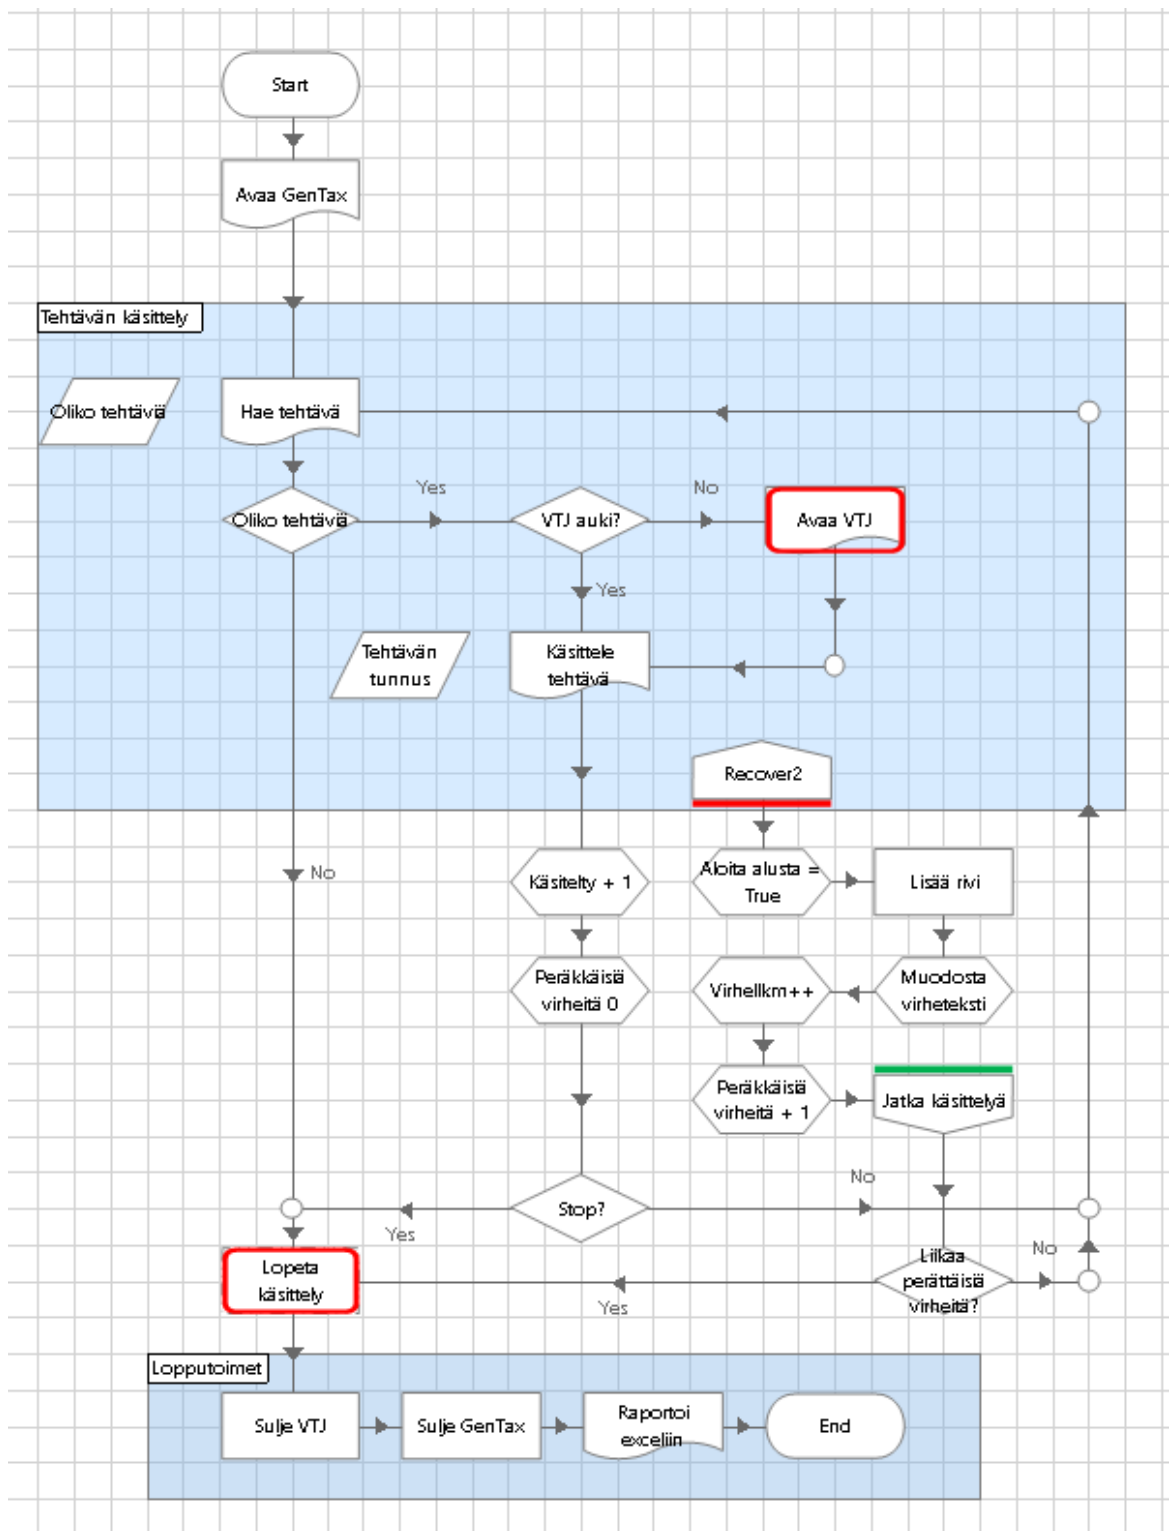 Start
Avaa GenTax
Tehtävän käsittely
Oliko tehtäviä
Hae tehtävä
Oliko tehtäviä
Yes
VTJ auki?
No
Avaa VTJ
Yes
Tehtävän
tunnus
Käsittele
tehtävä
Recover2
No
Käsitelty + 1
Aloita alusta =
True
Lisää rivi
Peräkkäisiä
virheitä 0
Virhelkm++
Muodosta
virheteksti
Peräkkäisiä
virheitä + 1
Jatka käsittelyä
Stop?
No
Yes
Lopeta
käsittely
Liikaa
perättäisiä
virheitä?
No
Yes
Lopputoimet
Sulje VTJ
Sulje GenTax
Raportoi
exceliin
End